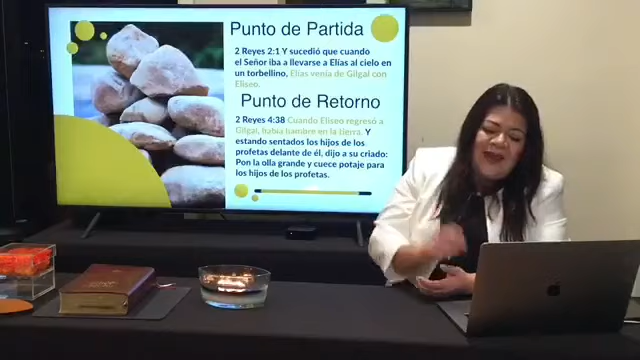 Punto de Partida
2 Reyes 2:1 Y sucedió que cuando
el Señor iba a llevarse a Elías al cielo en
un torbellino, Elías venía de Gilgal con
Eliseo.
Punto de Retorno
2 Reyes 4:38 Cuando Eliseo regresó a
Gilgal, había hambre en la tierra. Y
estando sentados los hijos de los
profetas delante de él, dijo a su criado:
Pon la olla grande y cuece potaje para
los hijos de los profetas.